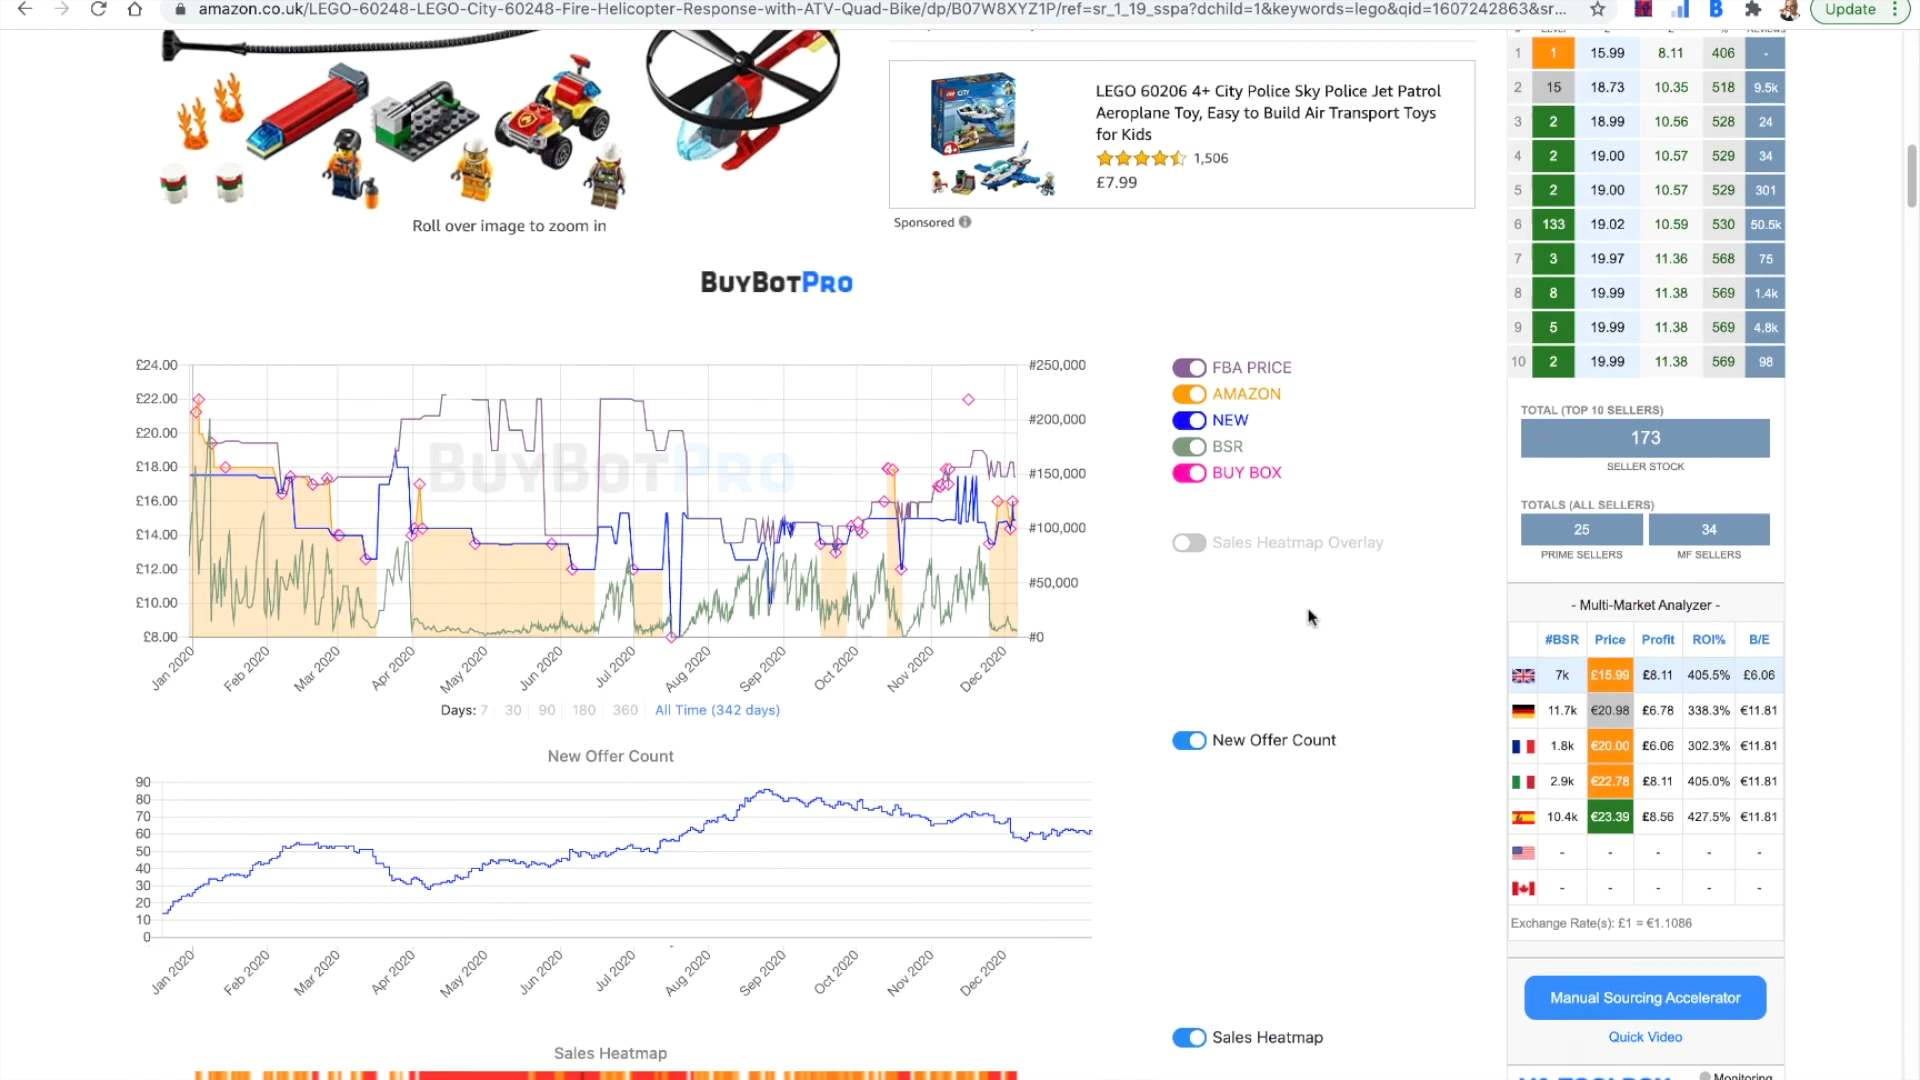 amazon.co.uk/LEGO-60248-LEGO-City-60248-Fire-Helicopter-Response-with-ATV-Quad-Bike/dp/B07W8XYZ1P/ref=sr_1_19_sspa?dchild=1&keywords=lego&qid=1607242863&sr...
Update
Roll over image to zoom in
LEGO 60206 4+ City Police Sky Police Jet Patrol
Aeroplane Toy, Easy to Build Air Transport Toys
for Kids
1,506
£7.99
Sponsored
BUYBOTPRO
£24.00
£22.00
£20.00
£18.00
£16.00
£14.00
£12.00
£10.00
£8.00
#250,000
#200,000
#150,000
#100,000
#50,000
#0
BUYBOTPRO
Jan 2020 Feb 2020 Mar 2020 Apr 2020 May 2020 Jun 2020 Jul 2020 Aug 2020 Sep 2020 Oct 2020 Nov 2020 Dec 2020
Days: 7 30 90 180 360 All Time (342 days)
FBA PRICE
AMAZON
NEW
BSR
BUY BOX
Sales Heatmap Overlay
New Offer Count
New Offer Count
90
80
70
60
50
40
30
20
10
0
Jan 2020 Feb 2020 Mar 2020 Apr 2020 May 2020 Jun 2020 Jul 2020 Aug 2020 Sep 2020 Oct 2020 Nov 2020 Dec 2020
Sales Heatmap
Sales Heatmap
1 1 15.99 8.11 406 -
2 15 18.73 10.35 518 9.5k
3 2 18.99 10.56 528 24
4 2 19.00 10.57 529 34
5 2 19.00 10.57 529 301
6 133 19.02 10.59 530 50.5k
7 3 19.97 11.36 568 75
8 8 19.99 11.38 569 1.4k
9 5 19.99 11.38 569 4.8k
10 2 19.99 11.38 569 98
TOTAL (TOP 10 SELLERS)
173
SELLER STOCK
TOTALS (ALL SELLERS)
25 34
PRIME SELLERS MF SELLERS
- Multi-Market Analyzer -
#BSR Price Profit ROI% B/E
7k £15.99 £8.11 405.5% £6.06
11.7k €20.98 £6.78 338.3% €11.81
1.8k €20.00 £6.06 302.3% €11.81
2.9k €22.78 £8.11 405.0% €11.81
10.4k €23.39 £8.56 427.5% €11.81
- - - - -
- - - - -
Exchange Rate(s): £1 = €1.1086
Manual Sourcing Accelerator
Quick Video
Monitoring